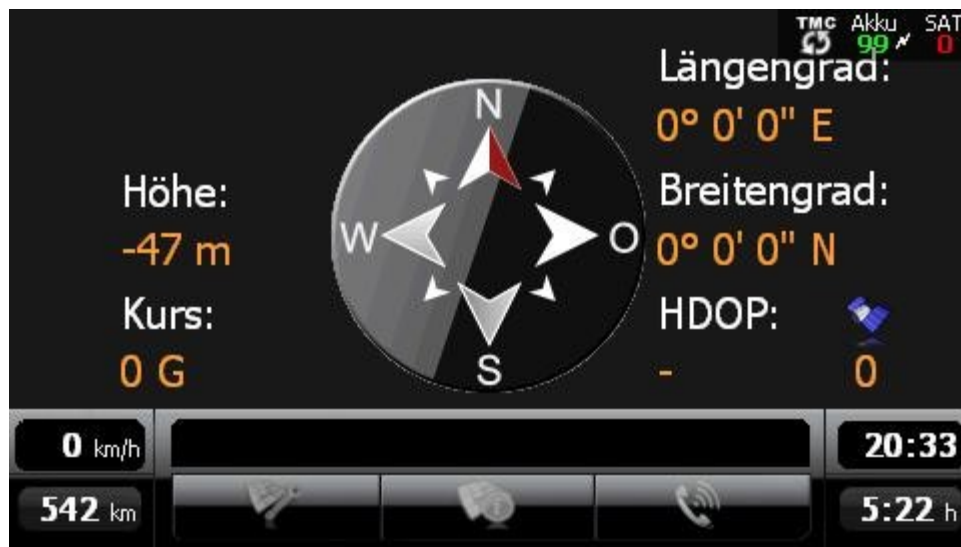 TMC Akku SAT
99 0
Längengrad:
0° 0' 0" E
Breitengrad:
0° 0' 0" N
HDOP:
- 0
Höhe:
-47 m
Kurs:
0 G
N
W O
S
0 km/h
20:33
542 km
5:22 h